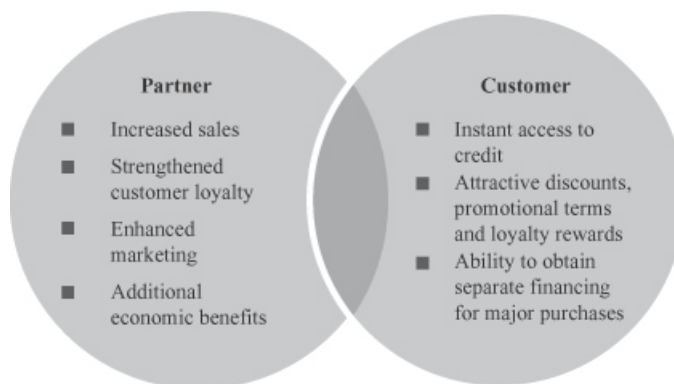 Partner
■ Increased sales
■ Strengthened
customer loyalty
■ Enhanced
marketing
■ Additional
economic benefits
Customer
■ Instant access to
credit
■ Attractive discounts,
promotional terms
and loyalty rewards
■ Ability to obtain
separate financing
for major purchases